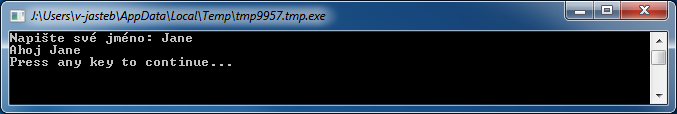 J:\Users\v-jasteb\AppData\Local\Temp\tmp9957.tmp.exe
Napište své jméno: Jane
Ahoj Jane
Press any key to continue...